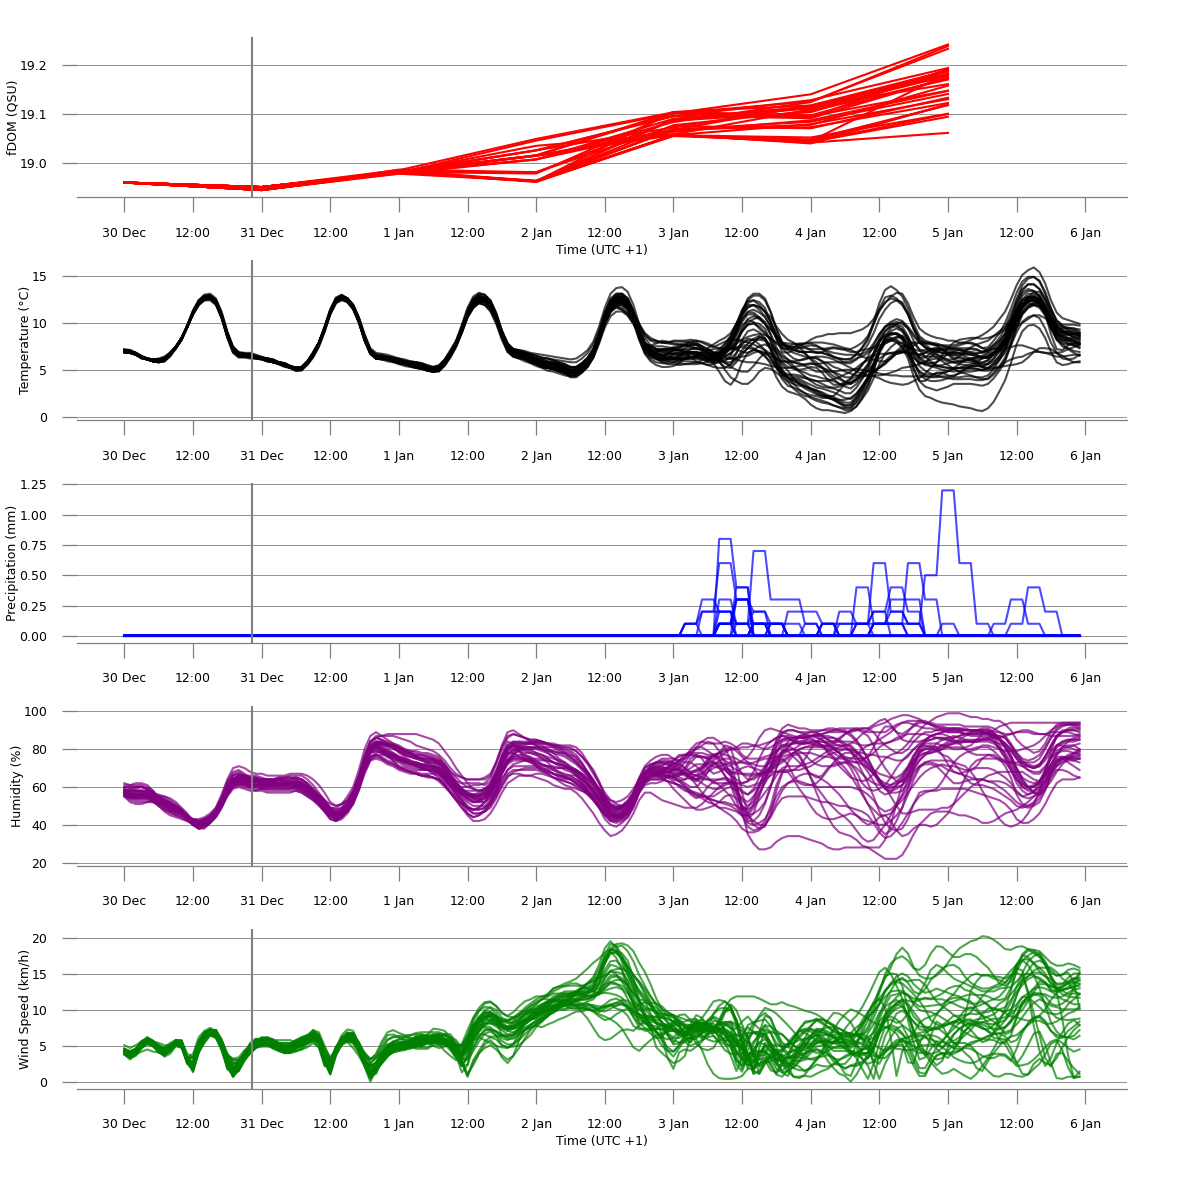 fDOM (QSU)
19.2
19.1
19.0
30 Dec 12:00 31 Dec 12:00 1 Jan 12:00 2 Jan 12:00 3 Jan 12:00 4 Jan 12:00 5 Jan 12:00 6 Jan
Time (UTC +1)
Temperature (°C)
15
10
5
0
30 Dec 12:00 31 Dec 12:00 1 Jan 12:00 2 Jan 12:00 3 Jan 12:00 4 Jan 12:00 5 Jan 12:00 6 Jan
Precipitation (mm)
1.25
1.00
0.75
0.50
0.25
0.00
30 Dec 12:00 31 Dec 12:00 1 Jan 12:00 2 Jan 12:00 3 Jan 12:00 4 Jan 12:00 5 Jan 12:00 6 Jan
Humidity (%)
100
80
60
40
20
30 Dec 12:00 31 Dec 12:00 1 Jan 12:00 2 Jan 12:00 3 Jan 12:00 4 Jan 12:00 5 Jan 12:00 6 Jan
Wind Speed (km/h)
20
15
10
5
0
30 Dec 12:00 31 Dec 12:00 1 Jan 12:00 2 Jan 12:00 3 Jan 12:00 4 Jan 12:00 5 Jan 12:00 6 Jan
Time (UTC +1)